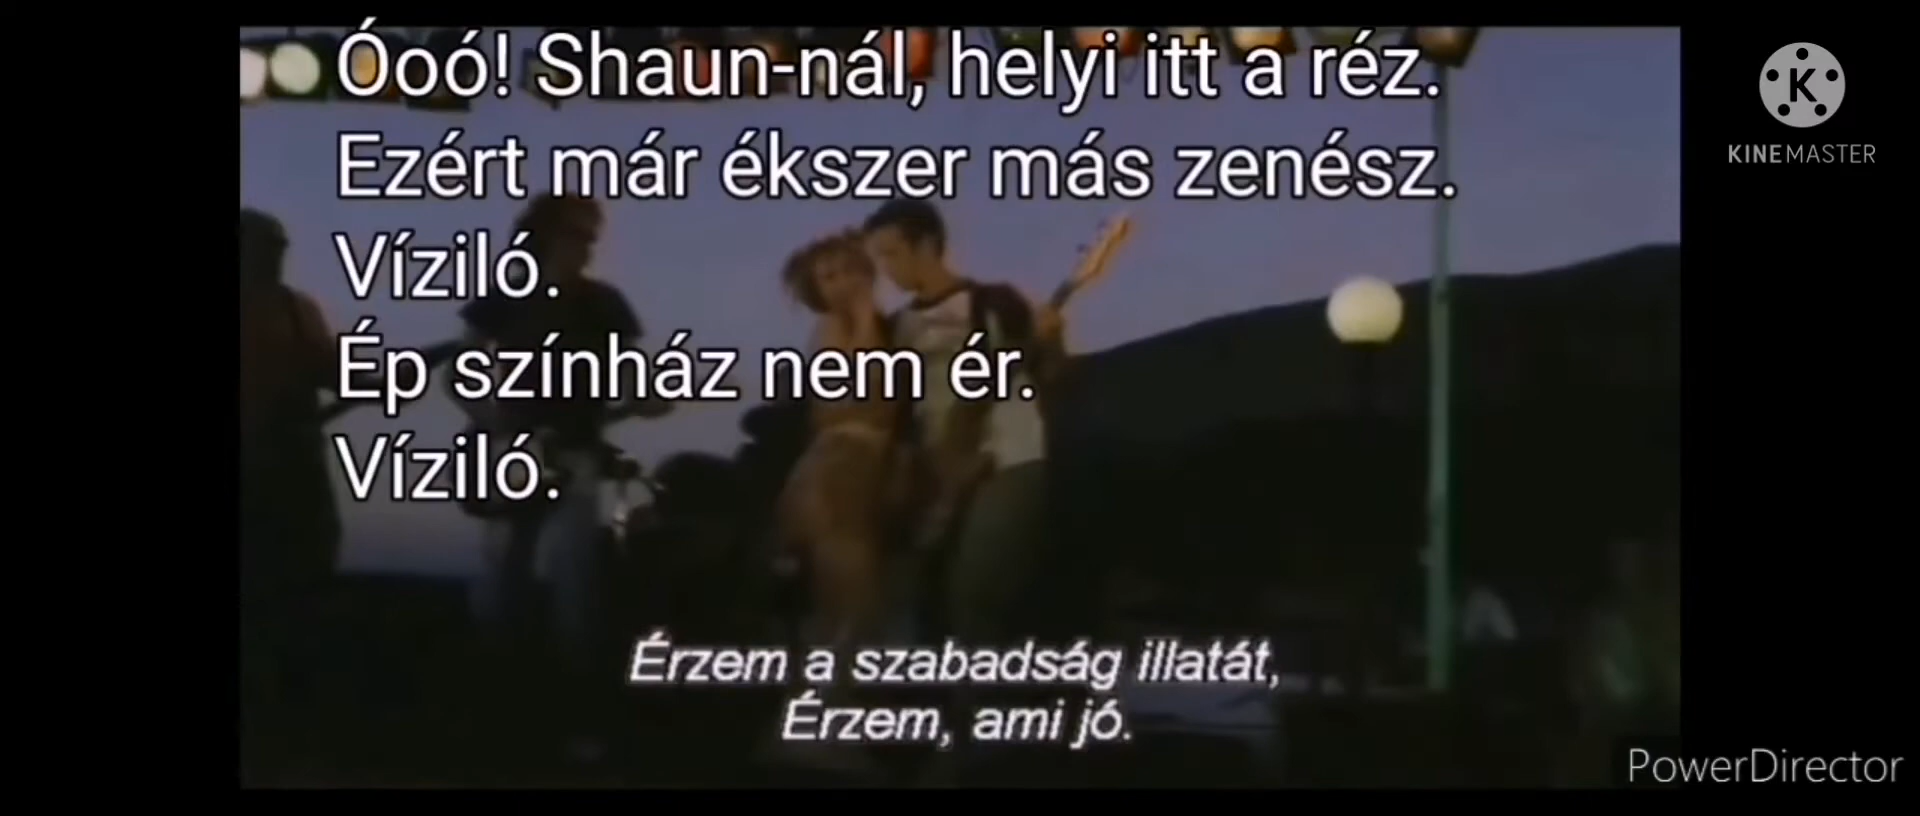 Óoó! Shaun-nál, helyi itt a réz.
Ezért már ékszer más zenész.
Víziló.
Ép színház nem ér.
Víziló.
Érzem a szabadság illatát,
Érzem, ami jó.
K
KINEMASTER
PowerDirector